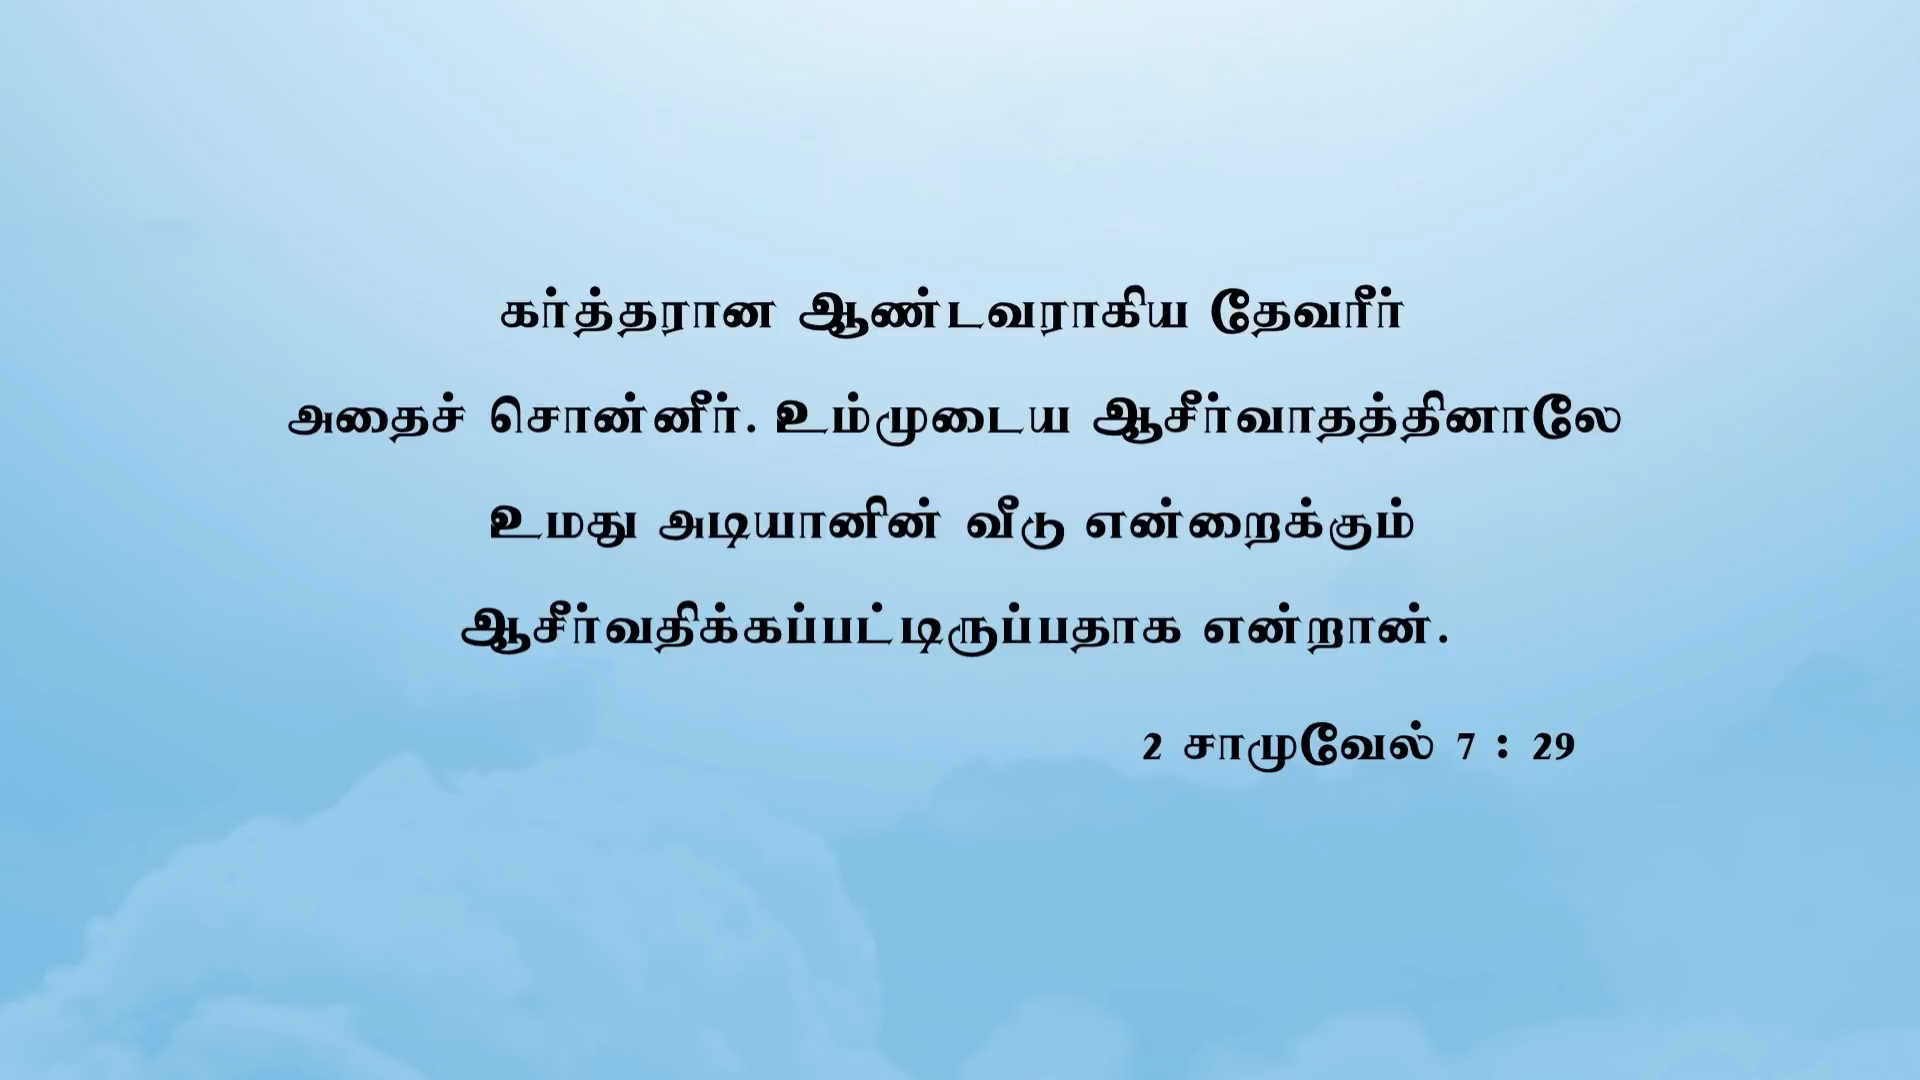 கர்த்தரான ஆண்டவராகிய தேவரீர்
அதைச் சொன்னீர். உம்முடைய ஆசீர்வாதத்தினாலே
உமது அடியானின் வீடு என்றைக்கும்
ஆசீர்வதிக்கப்பட்டிருப்பதாக என்றான்.
2 சாமுவேல் 7 : 29